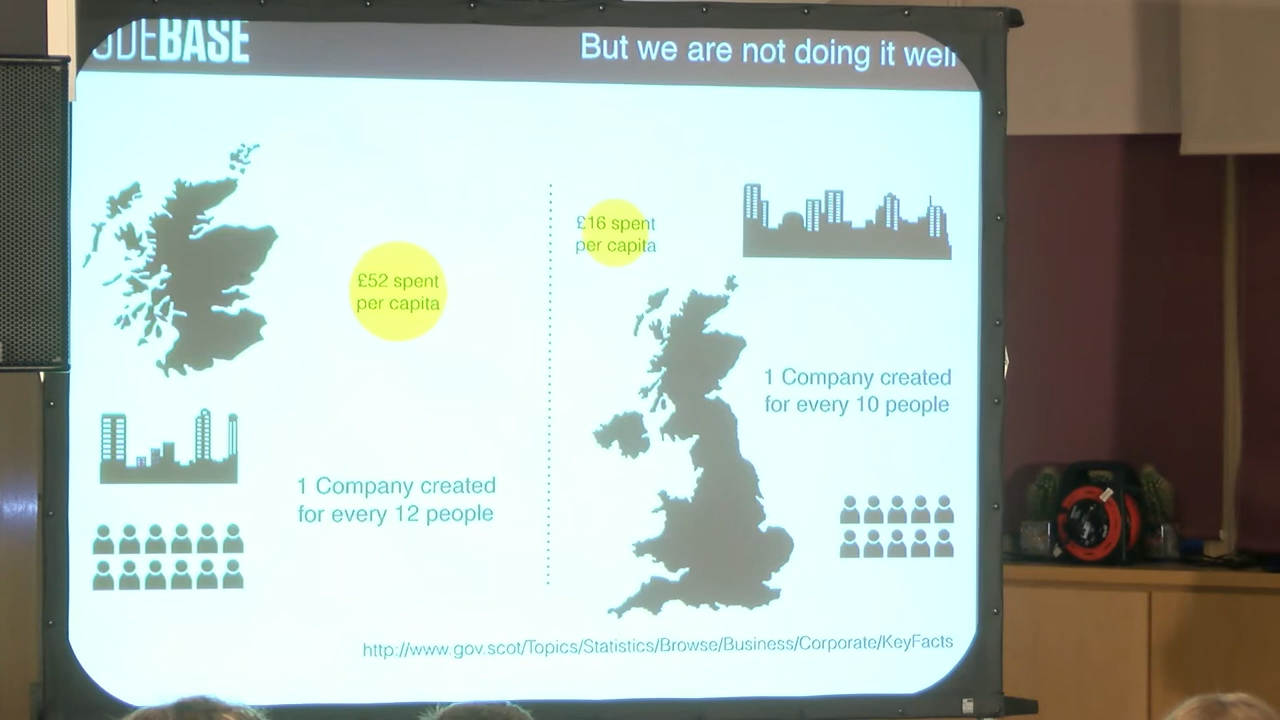 ODEBASE
But we are not doing it well
£52 spent
per capita
1 Company created
for every 12 people
£16 spent
per capita
1 Company created
for every 10 people
http://www.gov.scot/Topics/Statistics/Browse/Business/Corporate/KeyFacts